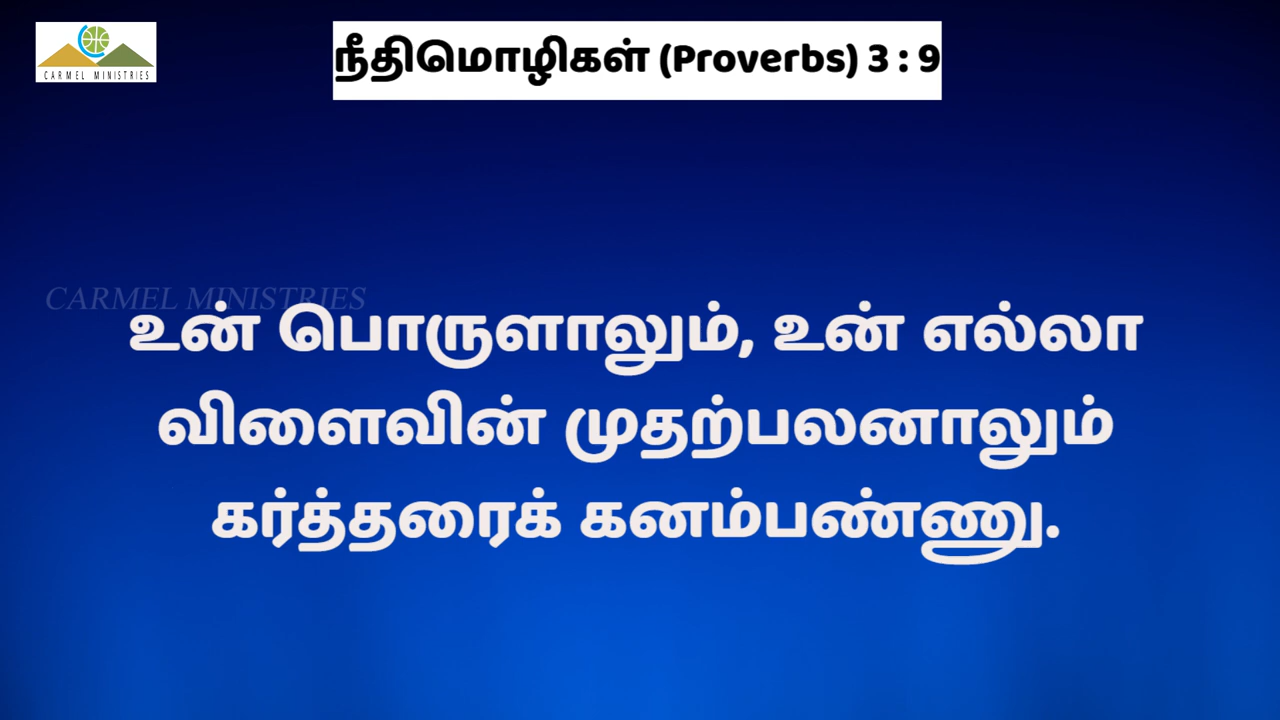 CARMEL MINISTRIES
நீதிமொழிகள் (Proverbs) 3 : 9
CARMEL MINISTRIES
உன் பொருளாலும், உன் எல்லா
விளைவின் முதற்பலனாலும்
கர்த்தரைக் கனம்பண்ணு.